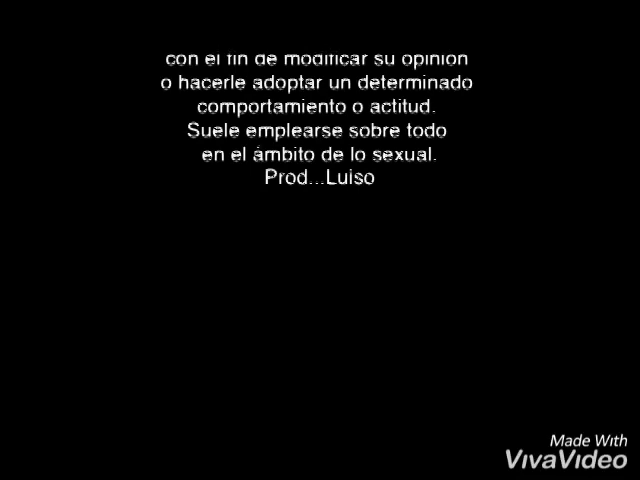 con el fin de modificar su opinión
o hacerle adoptar un determinado
comportamiento o actitud.
Suele emplearse sobre todo
en el ámbito de lo sexual.
Prod...Luiso
Made With
VivaVideo